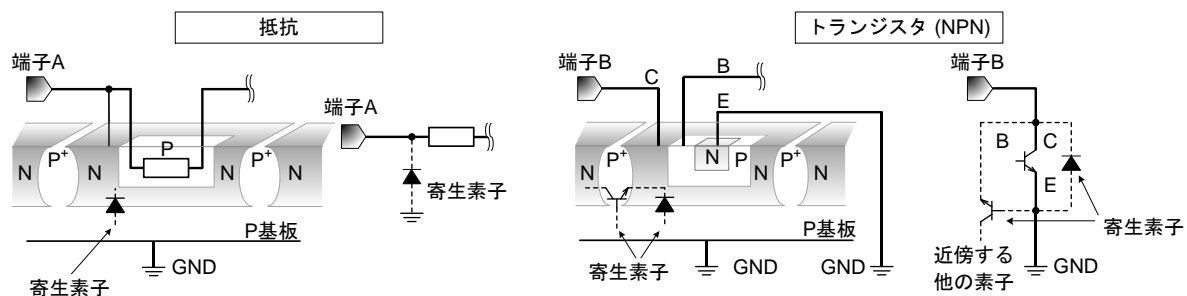 抵抗
トランジスタ (NPN)
端子A
N
P+
N
P
N
P+
N
P基板
寄生素子
GND
端子A
寄生素子
端子B
C
B
E
N
P+
N
P
N
P+
N
P基板
寄生素子
GND
GND
端子B
B
C
E
寄生素子
近傍する
他の素子
GND